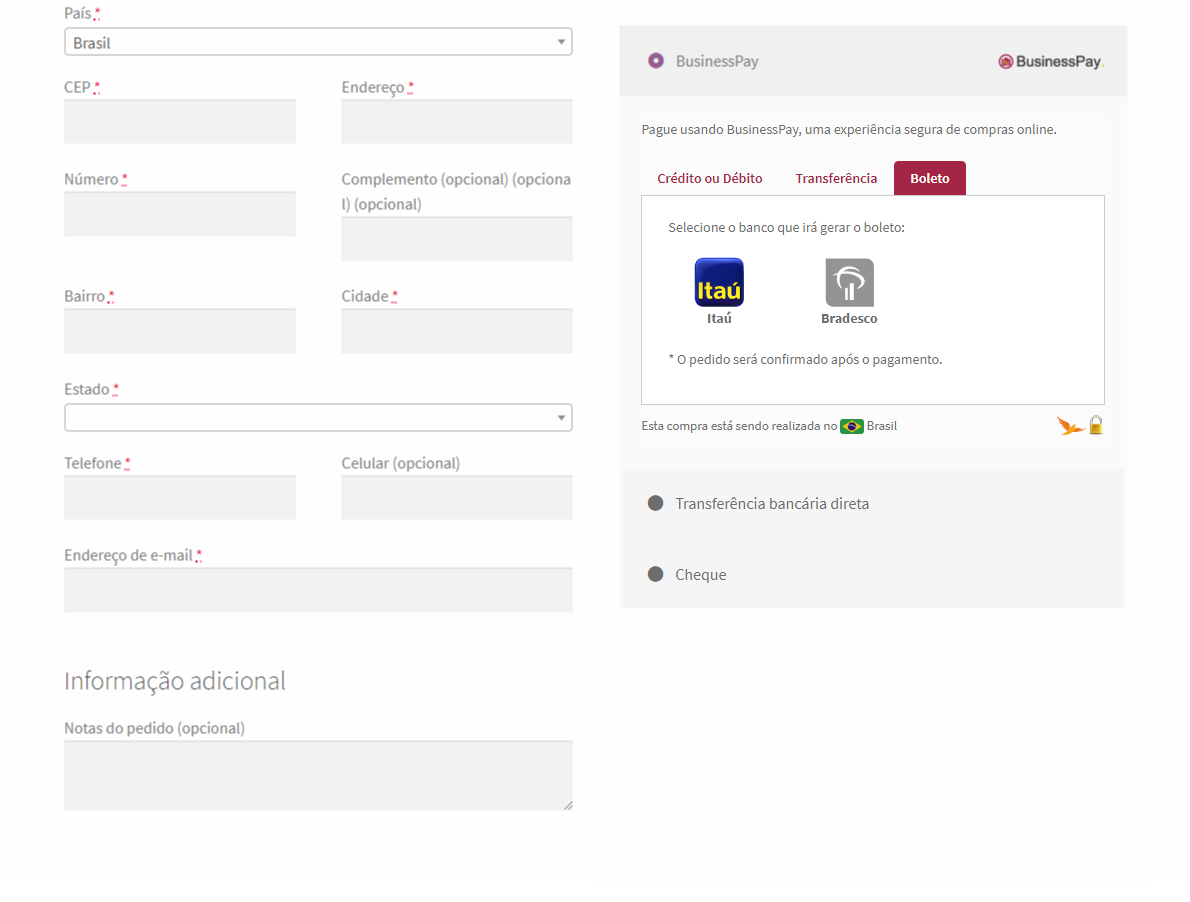 País *
Brasil
CEP *
Endereço *
Número *
Complemento (opcional) (opciona
l) (opcional)
Bairro *
Cidade *
Estado *
Telefone *
Celular (opcional)
Endereço de e-mail *
Informação adicional
Notas do pedido (opcional)
BusinessPay
BusinessPay.
Pague usando BusinessPay, uma experiência segura de compras online.
Crédito ou Débito
Transferência
Boleto
Selecione o banco que irá gerar o boleto:
Itaú
Itaú
Bradesco
* O pedido será confirmado após o pagamento.
Esta compra está sendo realizada no Brasil
Transferência bancária direta
Cheque